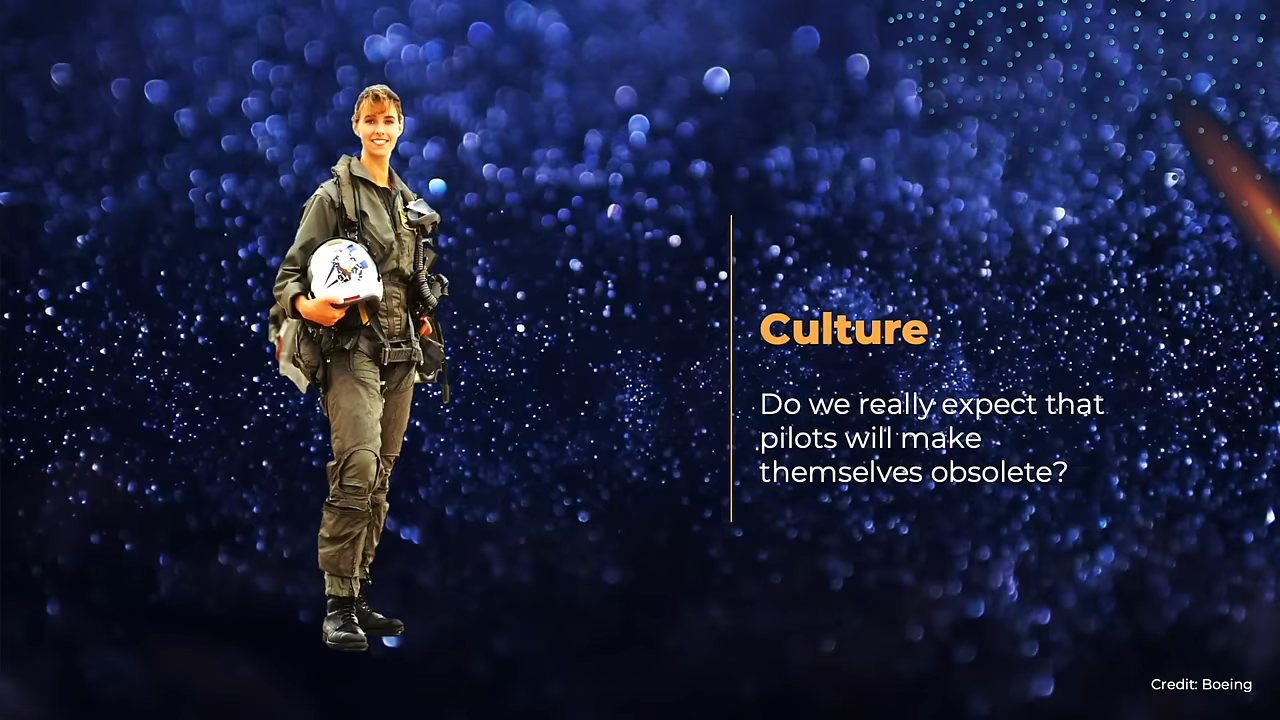 Culture
Do we really expect that
pilots will make
themselves obsolete?
Credit: Boeing